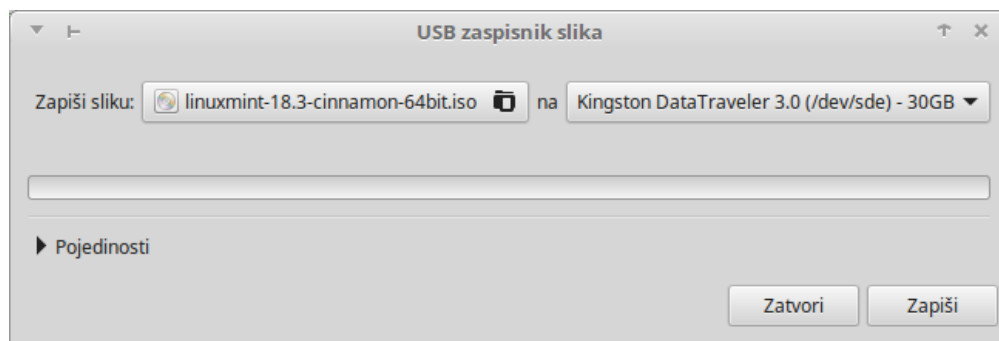 USB zaspisnik slika
Zapiši sliku: linuxmint-18.3-cinnamon-64bit.iso na Kingston DataTraveler 3.0 (/dev/sde) - 30GB
Pojedinosti
Zatvori Zapiši